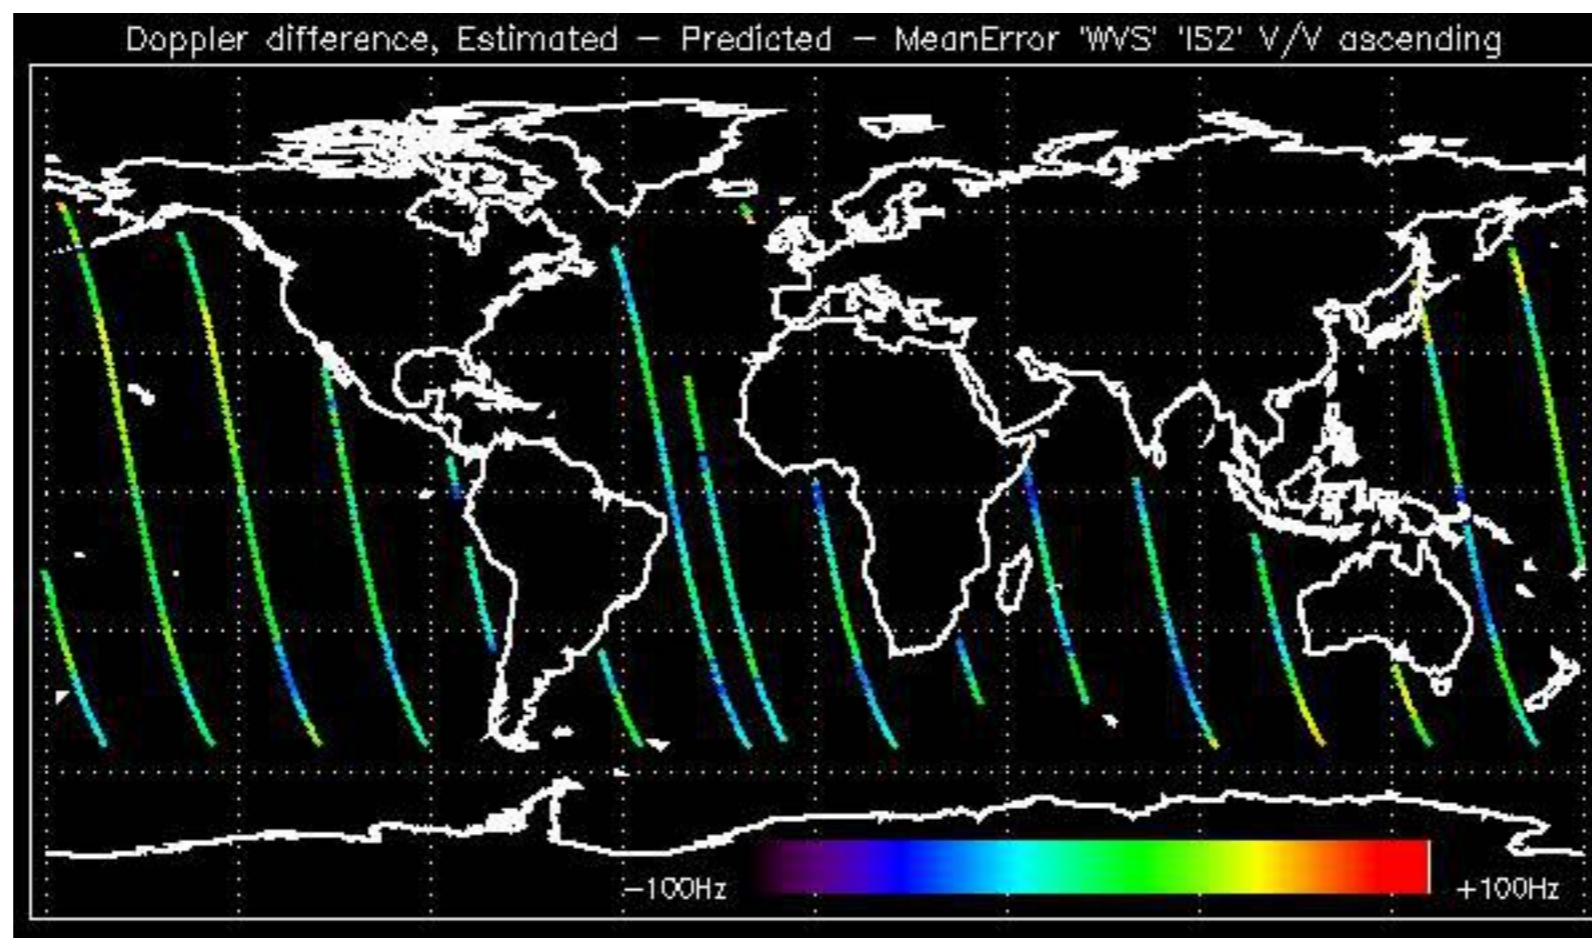 Doppler difference, Estimated – Predicted – MeanError 'WVS' 'IS2' V/V ascending
–100Hz
+100Hz